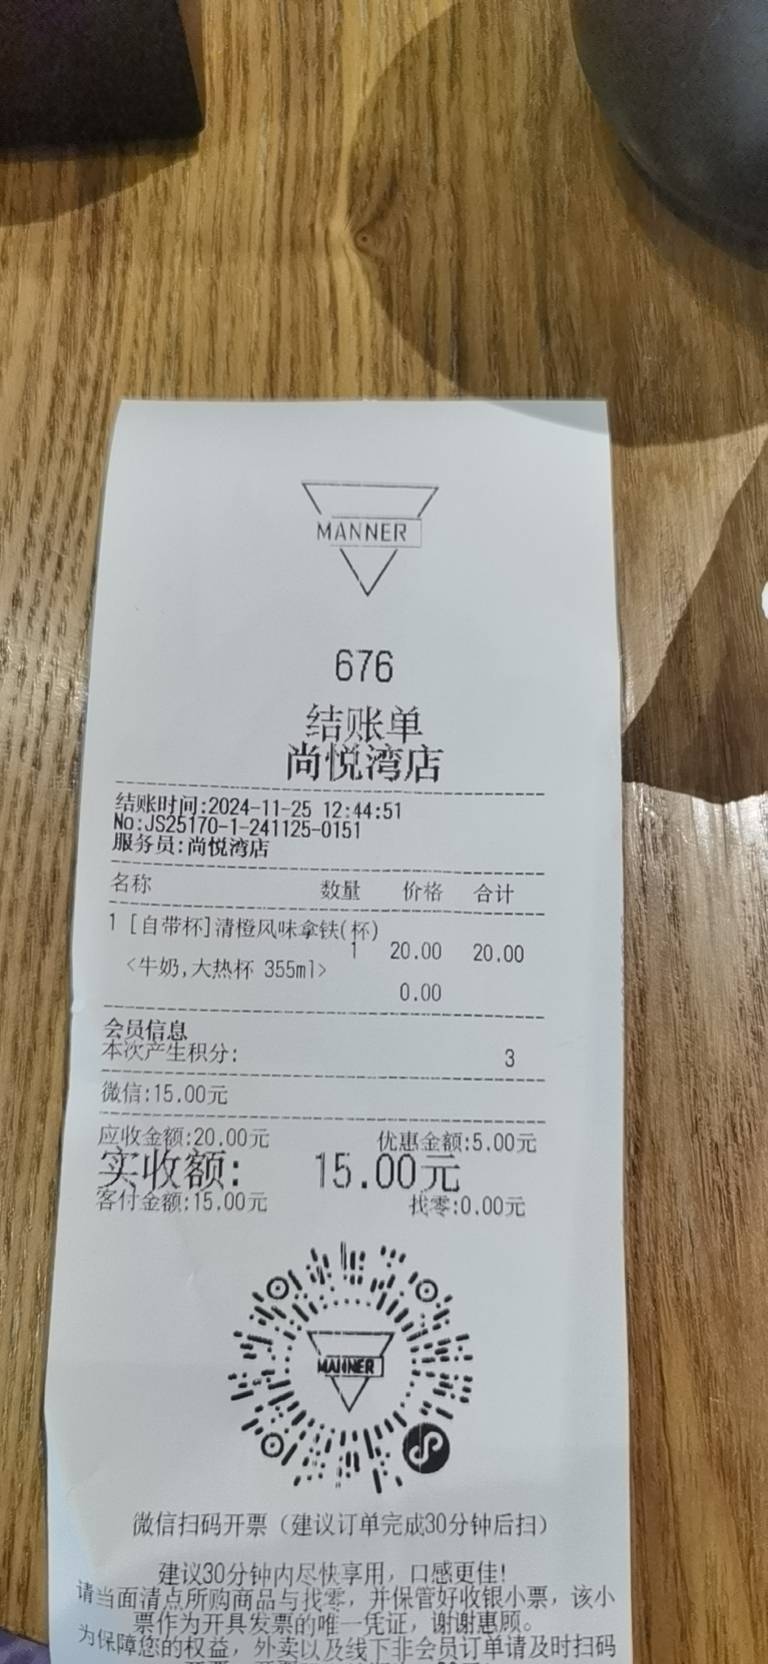 MANNER
676
结账单
尚悦湾店
结账时间:2024-11-25 12:44:51
No:JS25170-1-241125-0151
服务员:尚悦湾店
名称 数量 价格 合计
1 [自带杯]清橙风味拿铁(杯)
1 20.00 20.00
<牛奶,大热杯 355ml>
0.00
会员信息
本次产生积分: 3
微信:15.00元
应收金额:20.00元 优惠金额:5.00元
实收额: 15.00元
客付金额:15.00元 找零:0.00元
MANNER
微信扫码开票（建议订单完成30分钟后扫）
建议30分钟内尽快享用，口感更佳!
请当面清点所购商品与找零，并保管好收银小票，该小
票作为开具发票的唯一凭证，谢谢惠顾。
为保障您的权益，外卖以及线下非会员订单请及时扫码